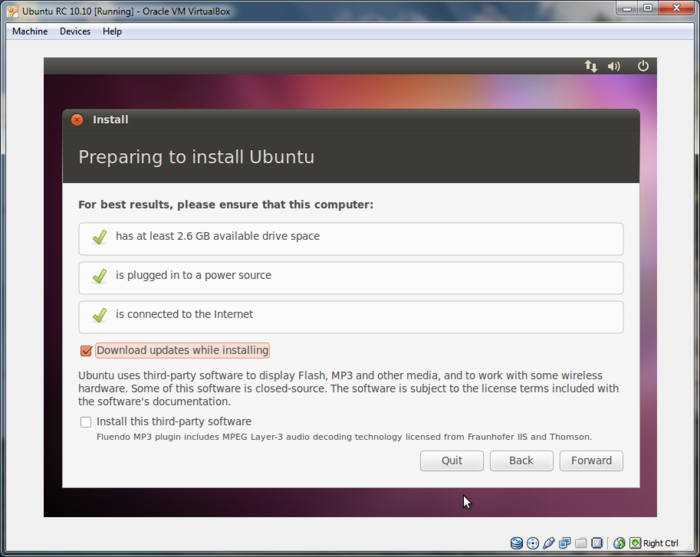 Ubuntu RC 10.10 [Running] - Oracle VM VirtualBox
Machine Devices Help
Install
Preparing to install Ubuntu
For best results, please ensure that this computer:
has at least 2.6 GB available drive space
is plugged in to a power source
is connected to the Internet
Download updates while installing
Ubuntu uses third-party software to display Flash, MP3 and other media, and to work with some wireless
hardware. Some of this software is closed-source. The software is subject to the license terms included with
the software's documentation.
Install this third-party software
Fluendo MP3 plugin includes MPEG Layer-3 audio decoding technology licensed from Fraunhofer IIS and Thomson.
Quit Back Forward
Right Ctrl